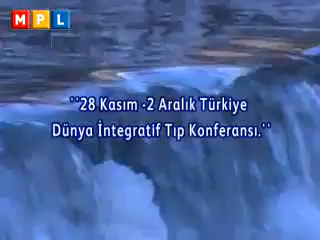 MPL
''28 Kasım -2 Aralık Türkiye
Dünya İntegratif Tıp Konferansı.''